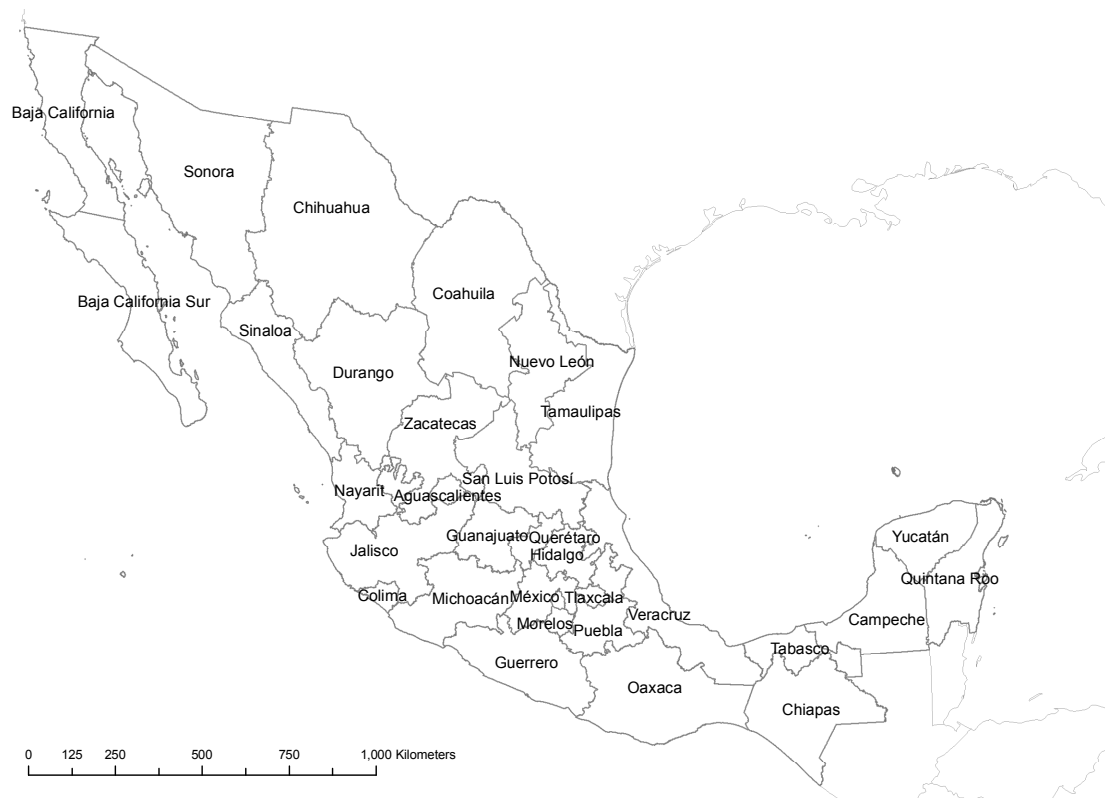 Baja California
Sonora
Chihuahua
Coahuila
Baja California Sur
Sinaloa
Nuevo León
Durango
Tamaulipas
Zacatecas
San Luis Potosí
Nayarit
Aguascalientes
Guanajuato
Querétaro
Yucatán
Jalisco
Hidalgo
Quintana Roo
Colima
Michoacán
México
Tlaxcala
Veracruz
Campeche
Morelos
Puebla
Tabasco
Guerrero
Oaxaca
Chiapas
0 125 250 500 750 1,000 Kilometers